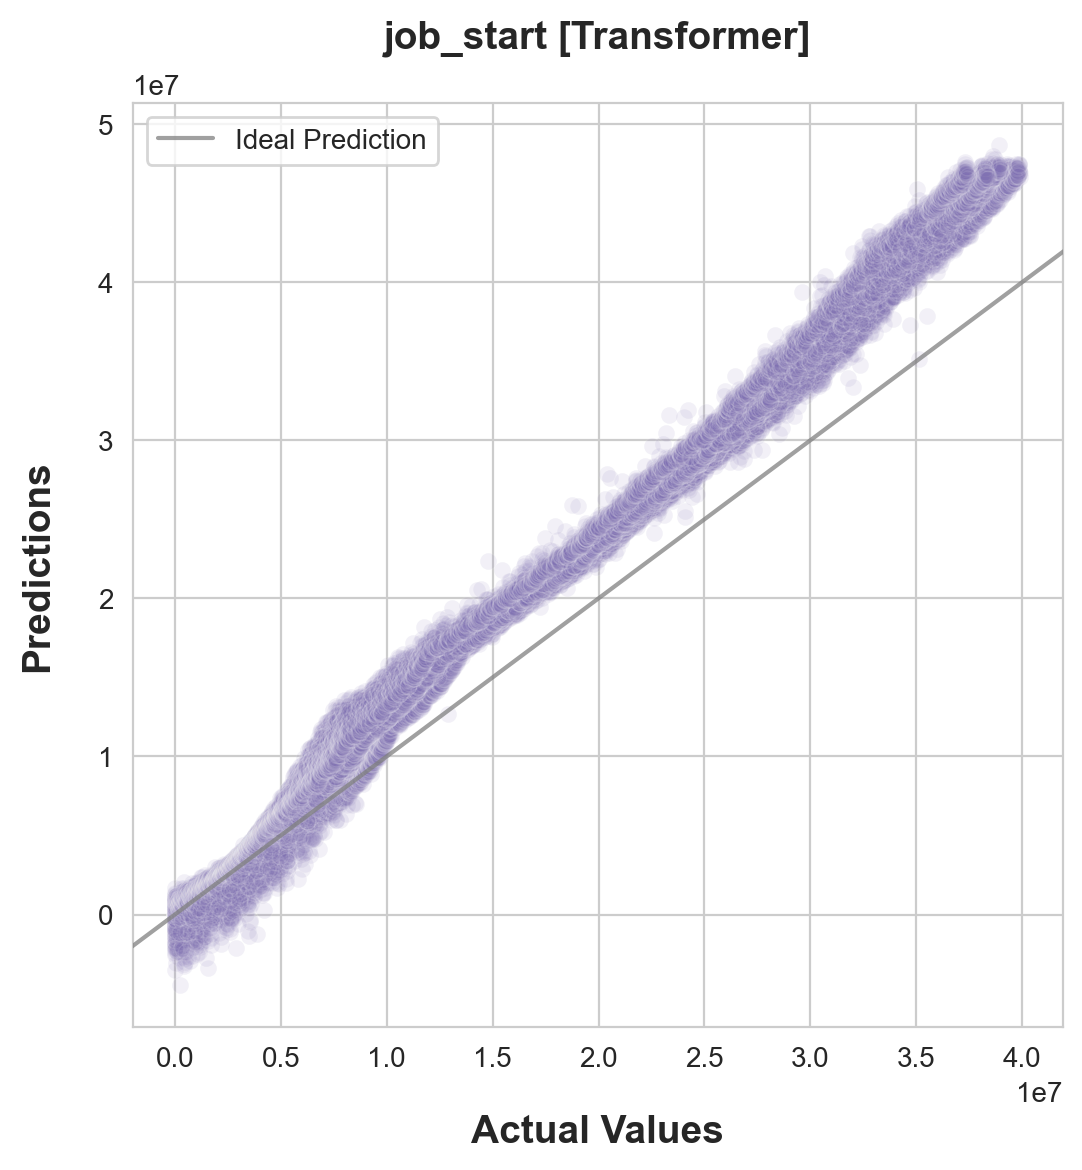 job_start [Transformer]
1e7
Ideal Prediction
5
4
3
2
1
0
Predictions
0.0 0.5 1.0 1.5 2.0 2.5 3.0 3.5 4.0
1e7
Actual Values